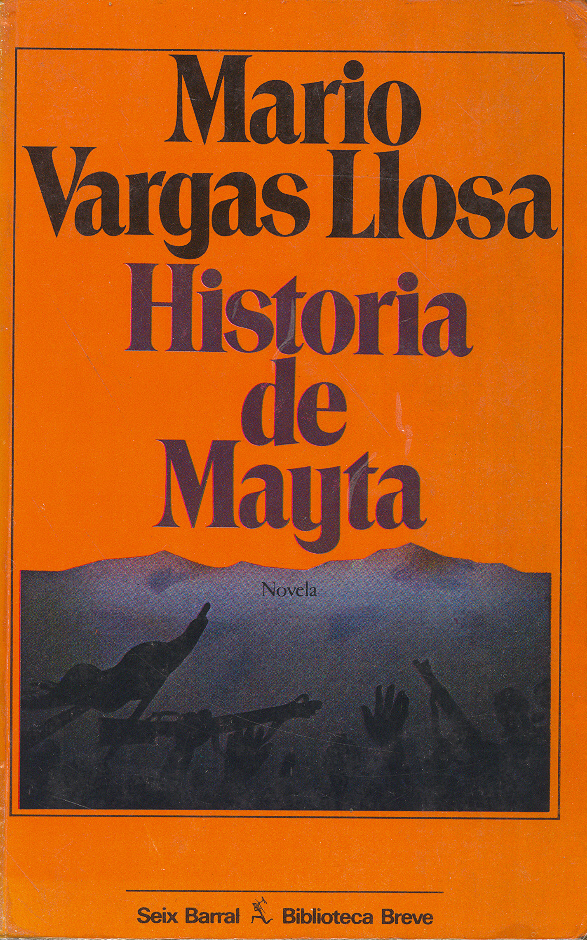 Mario
Vargas Llosa
Historia
de
Mayta
Novela
Seix Barral Biblioteca Breve